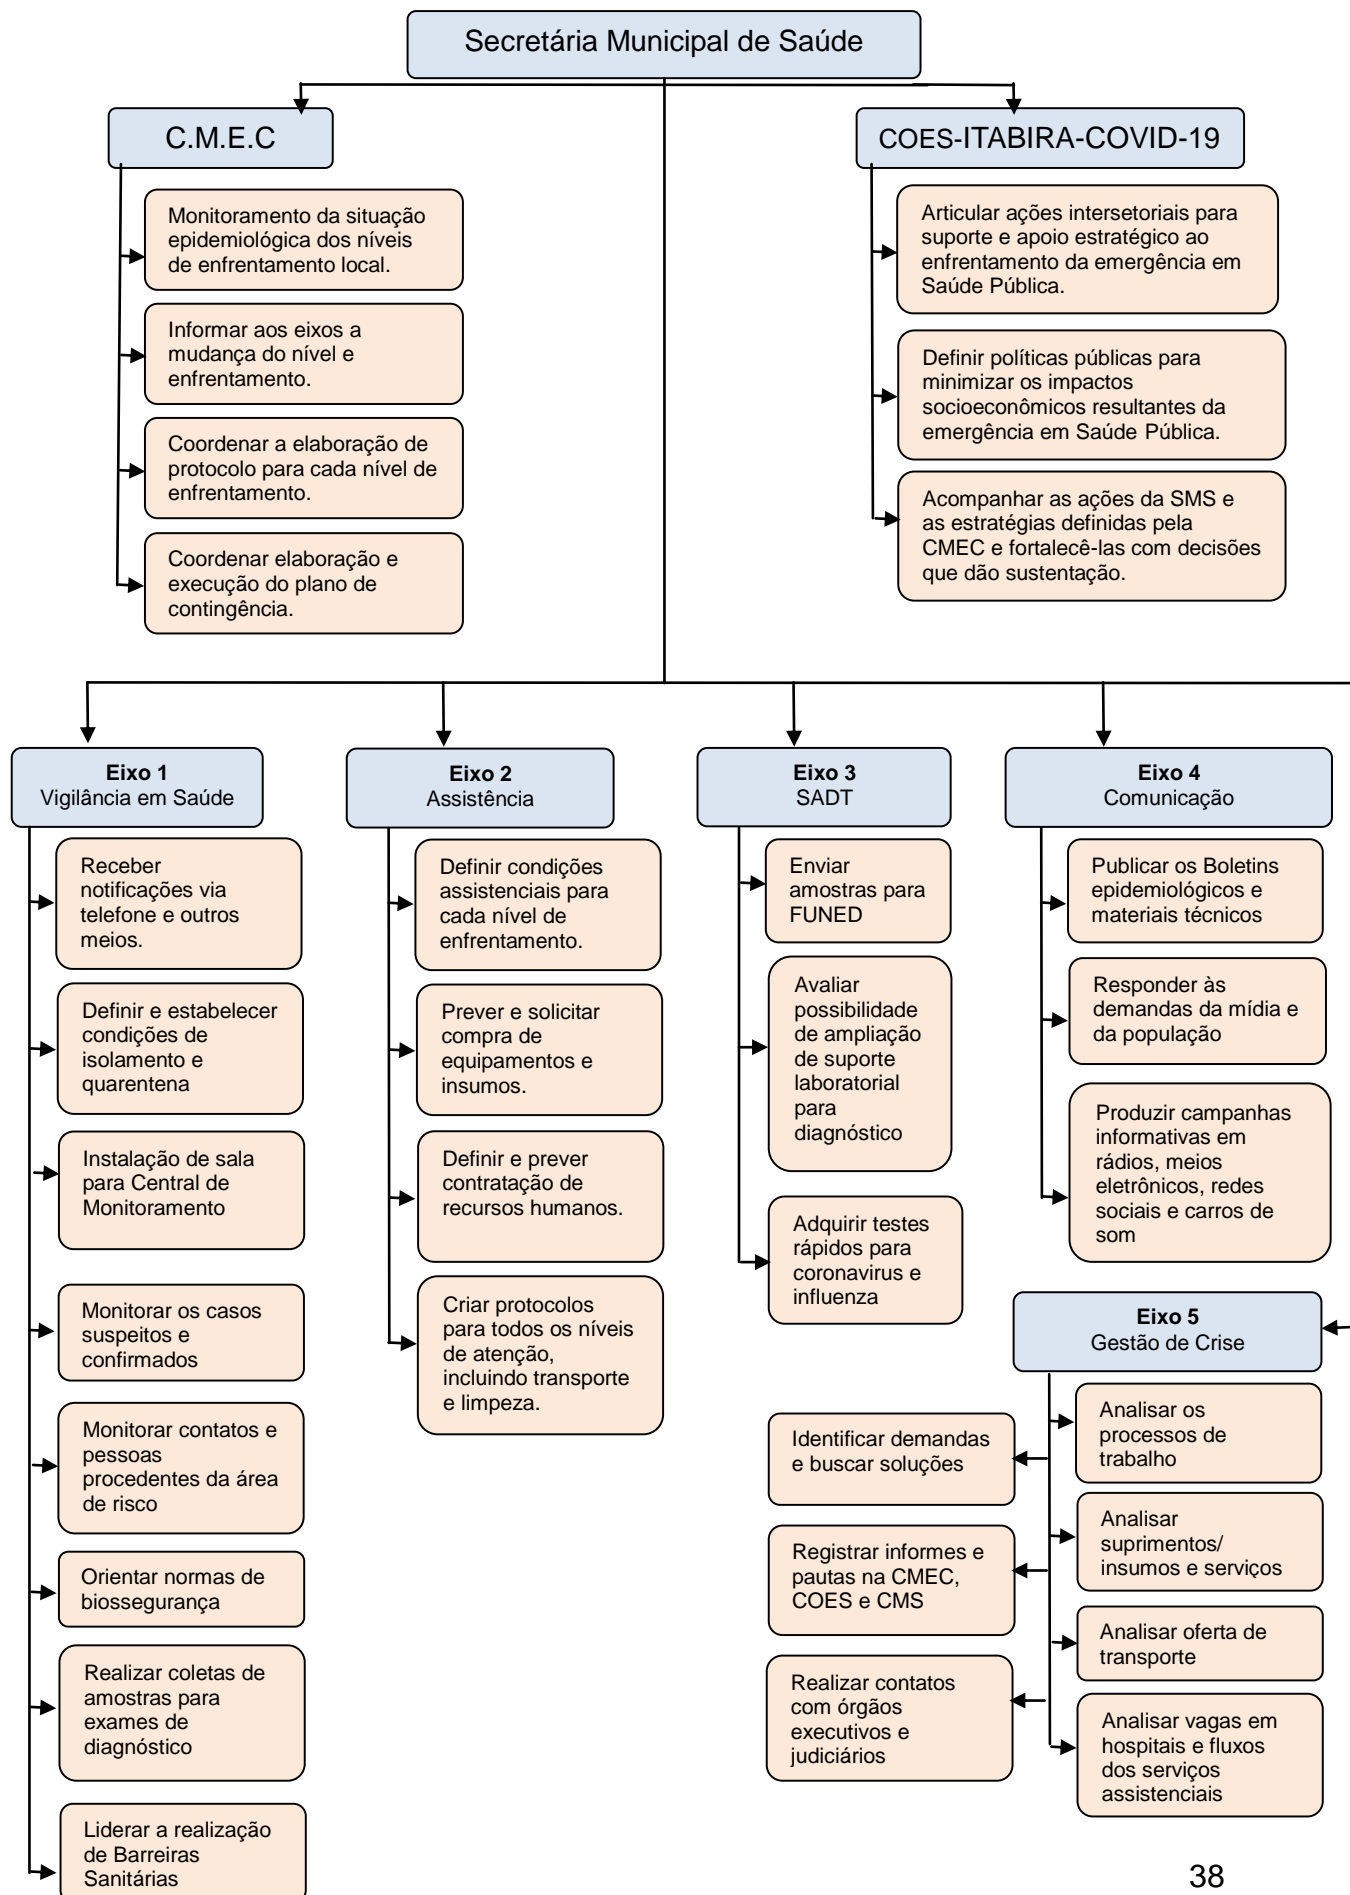 Secretária Municipal de Saúde
C.M.E.C
Monitoramento da situação
epidemiológica dos níveis
de enfrentamento local.
Informar aos eixos a
mudança do nível e
enfrentamento.
Coordenar a elaboração de
protocolo para cada nível de
enfrentamento.
Coordenar elaboração e
execução do plano de
contingência.
COES-ITABIRA-COVID-19
Articular ações intersetoriais para
suporte e apoio estratégico ao
enfrentamento da emergência em
Saúde Pública.
Definir políticas públicas para
minimizar os impactos
socioeconômicos resultantes da
emergência em Saúde Pública.
Acompanhar as ações da SMS e
as estratégias definidas pela
CMEC e fortalecê-las com decisões
que dão sustentação.
Eixo 1
Vigilância em Saúde
Receber
notificações via
telefone e outros
meios.
Definir e estabelecer
condições de
isolamento e
quarentena
Instalação de sala
para Central de
Monitoramento
Monitorar os casos
suspeitos e
confirmados
Monitorar contatos e
pessoas
procedentes da área
de risco
Orientar normas de
biossegurança
Realizar coletas de
amostras para
exames de
diagnóstico
Liderar a realização
de Barreiras
Sanitárias
Eixo 2
Assistência
Definir condições
assistenciais para
cada nível de
enfrentamento.
Prever e solicitar
compra de
equipamentos e
insumos.
Definir e prever
contratação de
recursos humanos.
Criar protocolos
para todos os níveis
de atenção,
incluindo transporte
e limpeza.
Eixo 3
SADT
Enviar
amostras para
FUNED
Avaliar
possibilidade
de ampliação
de suporte
laboratorial
para
diagnóstico
Adquirir testes
rápidos para
coronavirus e
influenza
Eixo 4
Comunicação
Publicar os Boletins
epidemiológicos e
materiais técnicos
Responder às
demandas da mídia e
da população
Produzir campanhas
informativas em
rádios, meios
eletrônicos, redes
sociais e carros de
som
Eixo 5
Gestão de Crise
Identificar demandas
e buscar soluções
Registrar informes e
pautas na CMEC,
COES e CMS
Realizar contatos
com órgãos
executivos e
judiciários
Analisar os
processos de
trabalho
Analisar
suprimentos/
insumos e serviços
Analisar oferta de
transporte
Analisar vagas em
hospitais e fluxos
dos serviços
assistenciais
38